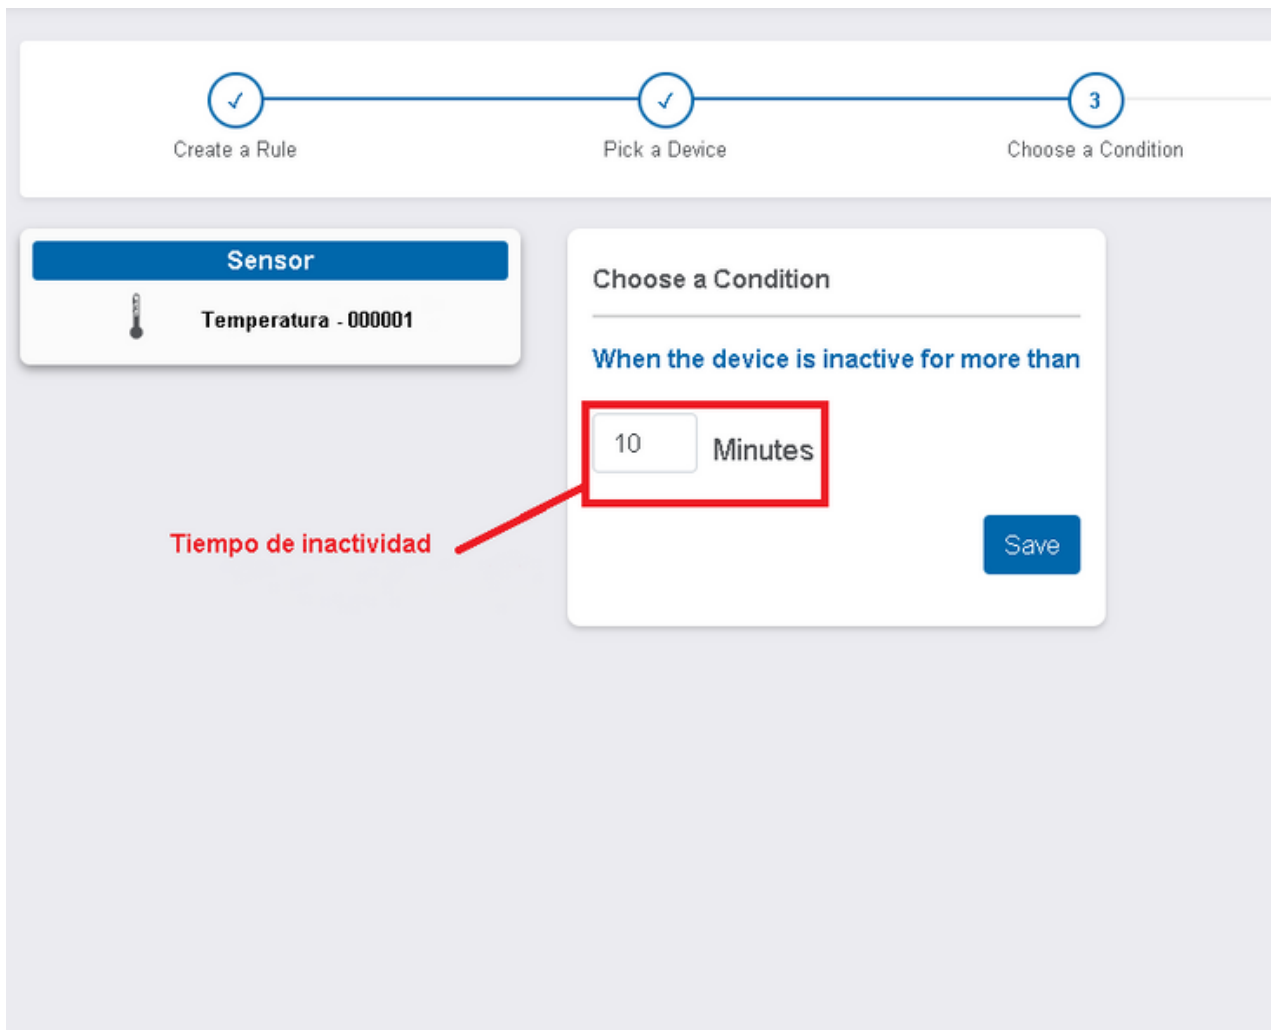 3
Create a Rule
Pick a Device
Choose a Condition
Sensor
Temperatura - 000001
Choose a Condition
When the device is inactive for more than
10 Minutes
Tiempo de inactividad
Save